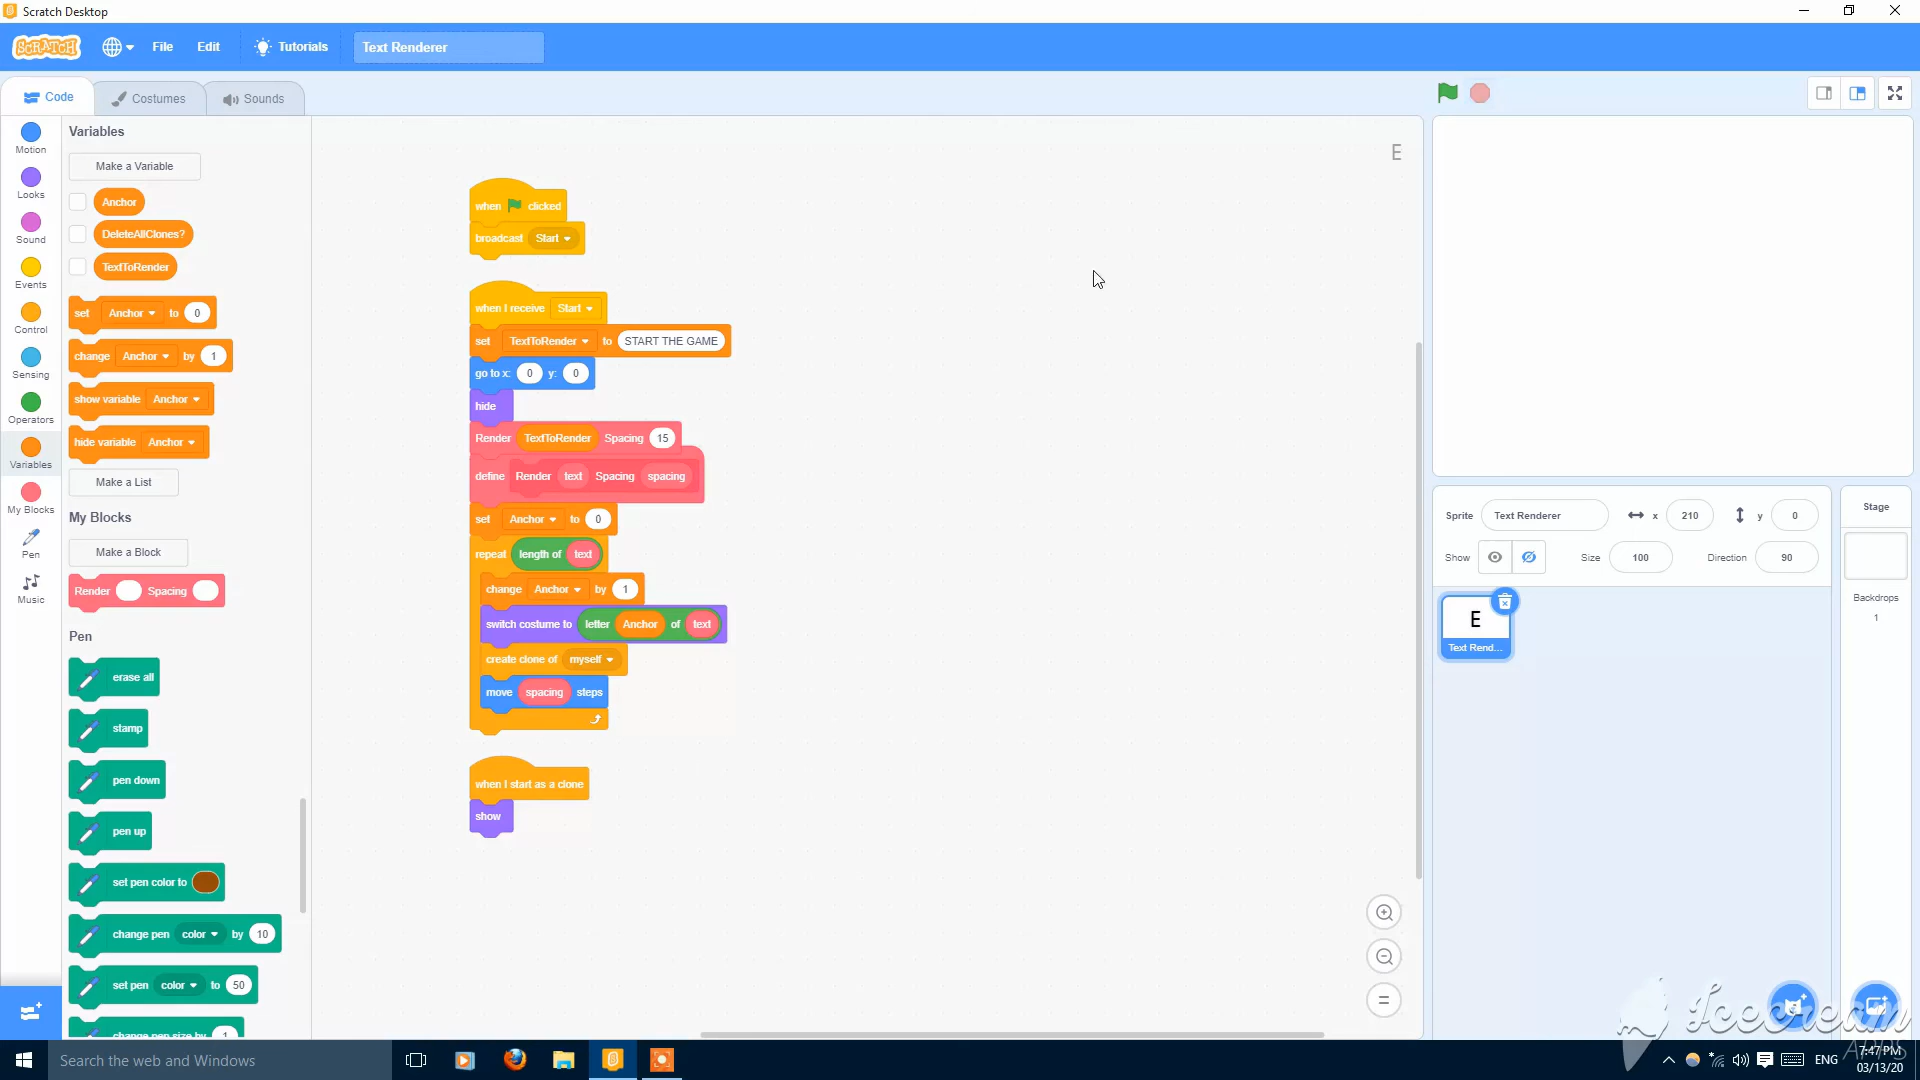 Scratch Desktop
SCRATCH
File
Edit
Tutorials
Text Renderer
Code
Costumes
Sounds
Motion
Looks
Sound
Events
Control
Sensing
Operators
Variables
My Blocks
Pen
Music
Variables
Make a Variable
Anchor
DeleteAllClones?
TextToRender
set Anchor to 0
change Anchor by 1
show variable Anchor
hide variable Anchor
Make a List
My Blocks
Make a Block
Render Spacing
Pen
erase all
stamp
pen down
pen up
set pen color to
change pen color by 10
set pen color to 50
change pen size by 1
E
when clicked
broadcast Start
when I receive Start
set TextToRender to START THE GAME
go to x: 0 y: 0
hide
Render TextToRender Spacing 15
define Render text Spacing spacing
set Anchor to 0
repeat length of text
change Anchor by 1
switch costume to letter Anchor of text
create clone of myself
move spacing steps
when I start as a clone
show
Sprite Text Renderer x 210 y 0
Show Size 100 Direction 90
E
Text Rend...
Stage
Backdrops
1
Icecream
APPS
Search the web and Windows
ENG
7:47 PM
03/13/20